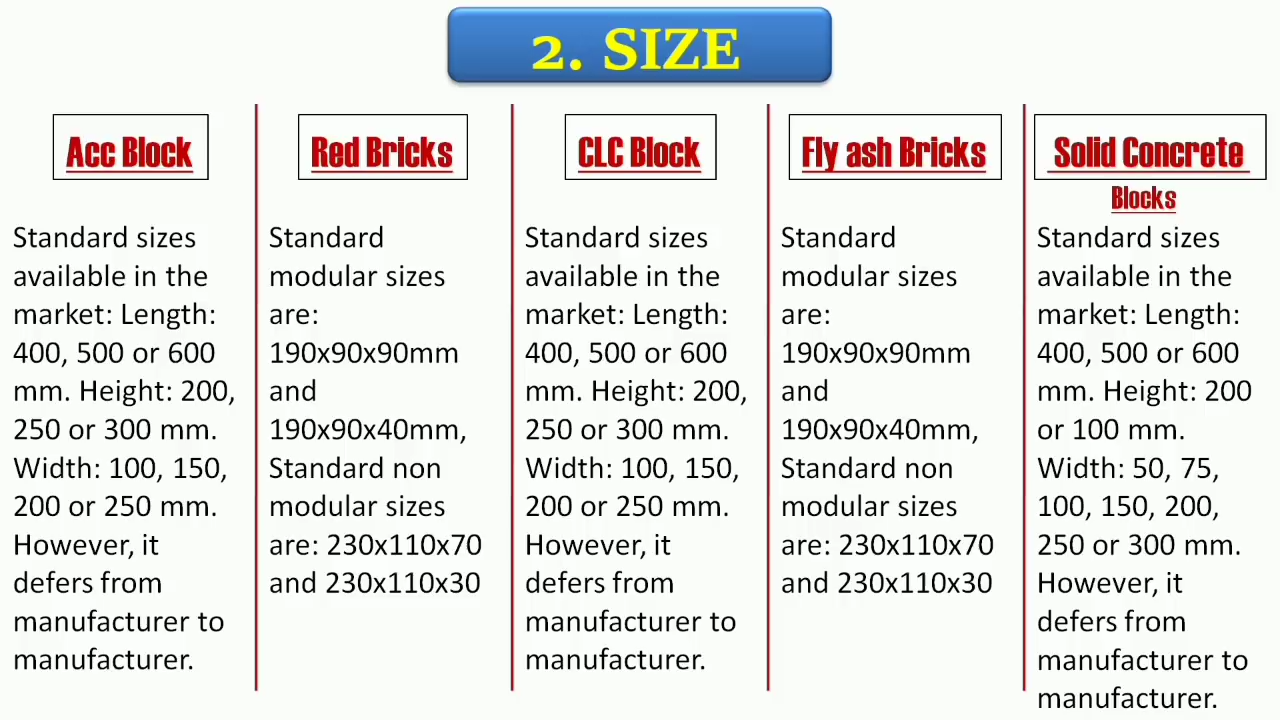 2. SIZE
Acc Block
Standard sizes
available in the
market: Length:
400, 500 or 600
mm. Height: 200,
250 or 300 mm.
Width: 100, 150,
200 or 250 mm.
However, it
defers from
manufacturer to
manufacturer.
Red Bricks
Standard
modular sizes
are:
190x90x90mm
and
190x90x40mm,
Standard non
modular sizes
are: 230x110x70
and 230x110x30
CLC Block
Standard sizes
available in the
market: Length:
400, 500 or 600
mm. Height: 200,
250 or 300 mm.
Width: 100, 150,
200 or 250 mm.
However, it
defers from
manufacturer to
manufacturer.
Fly ash Bricks
Standard
modular sizes
are:
190x90x90mm
and
190x90x40mm,
Standard non
modular sizes
are: 230x110x70
and 230x110x30
Solid Concrete
Blocks
Standard sizes
available in the
market: Length:
400, 500 or 600
mm. Height: 200
or 100 mm.
Width: 50, 75,
100, 150, 200,
250 or 300 mm.
However, it
defers from
manufacturer to
manufacturer.